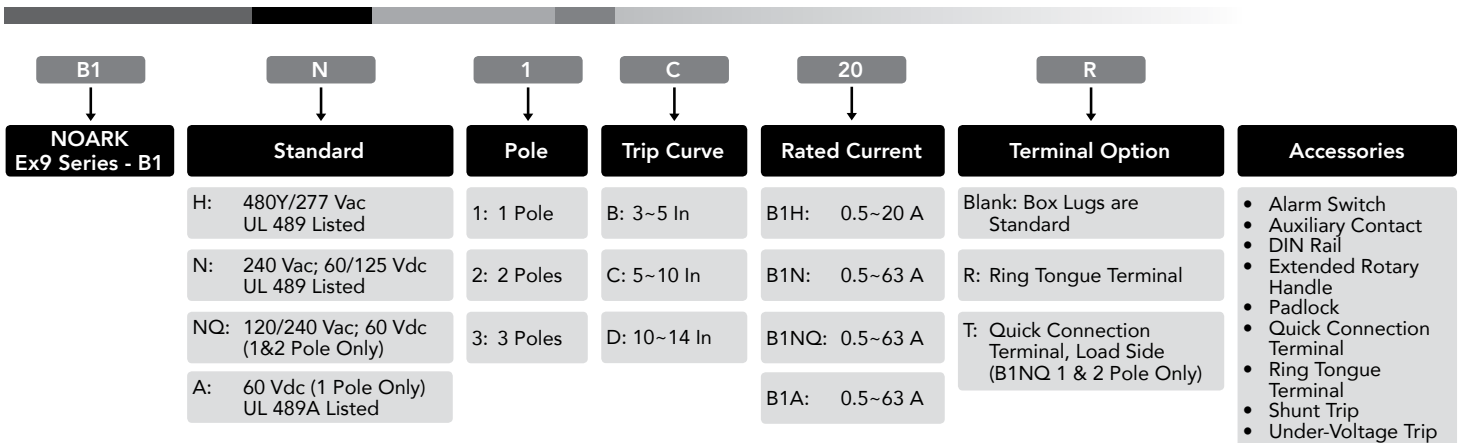 B1
N
1
C
20
R
NOARK
Ex9 Series - B1
Standard
Pole
Trip Curve
Rated Current
Terminal Option
Accessories
H: 480Y/277 Vac
UL 489 Listed
N: 240 Vac; 60/125 Vdc
UL 489 Listed
NQ: 120/240 Vac; 60 Vdc
(1&2 Pole Only)
A: 60 Vdc (1 Pole Only)
UL 489A Listed
1: 1 Pole
2: 2 Poles
3: 3 Poles
B: 3~5 In
C: 5~10 In
D: 10~14 In
B1H: 0.5~20 A
B1N: 0.5~63 A
B1NQ: 0.5~63 A
B1A: 0.5~63 A
Blank: Box Lugs are
Standard
R: Ring Tongue Terminal
T: Quick Connection
Terminal, Load Side
(B1NQ 1 & 2 Pole Only)
• Alarm Switch
• Auxiliary Contact
• DIN Rail
• Extended Rotary
Handle
• Padlock
• Quick Connection
Terminal
• Ring Tongue
Terminal
• Shunt Trip
• Under-Voltage Trip